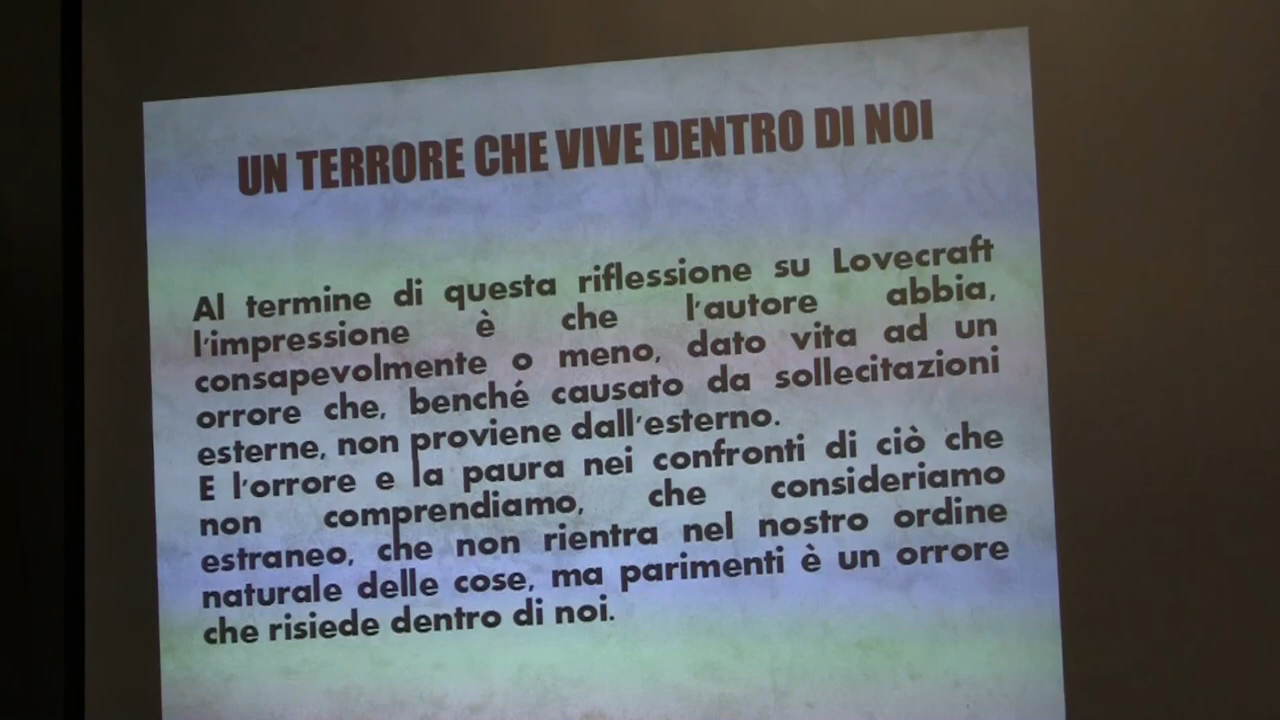 UN TERRORE CHE VIVE DENTRO DI NOI
Al termine di questa riflessione su Lovecraft
l'impressione è che l'autore abbia,
consapevolmente o meno, dato vita ad un
orrore che, benché causato da sollecitazioni
esterne, non proviene dall'esterno.
E l'orrore e la paura nei confronti di ciò che
non comprendiamo, che consideriamo
estraneo, che non rientra nel nostro ordine
naturale delle cose, ma parimenti è un orrore
che risiede dentro di noi.